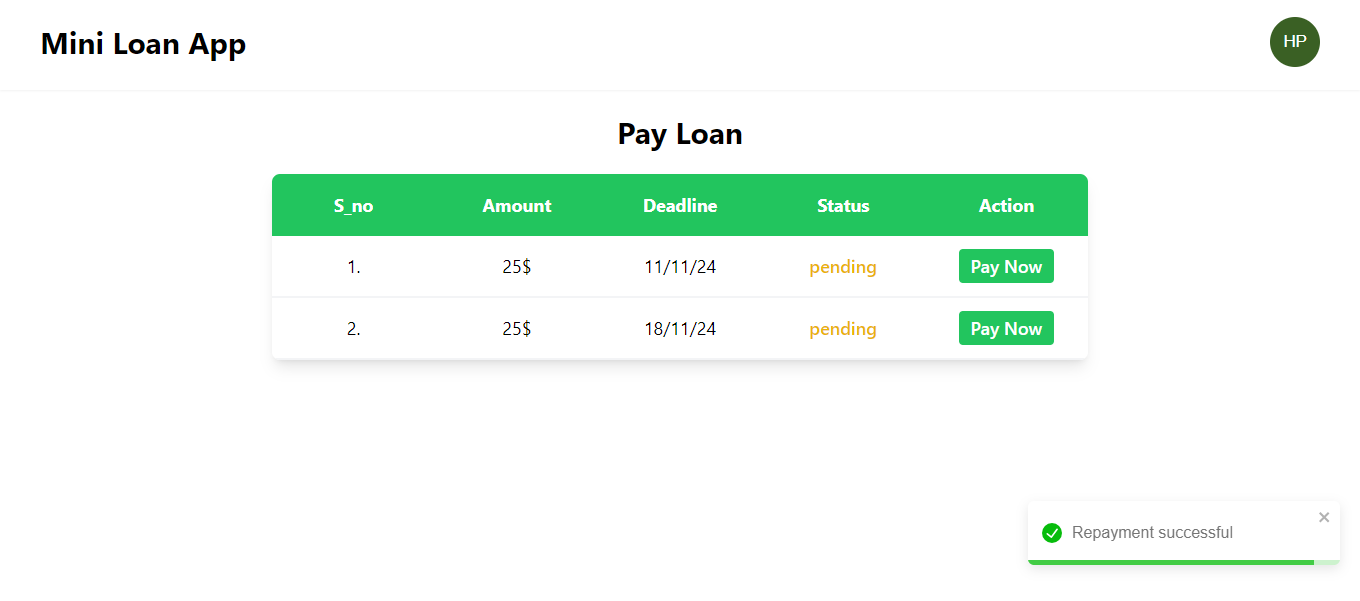 Mini Loan App
HP
Pay Loan
S_no Amount Deadline Status Action
1. 25$ 11/11/24 pending Pay Now
2. 25$ 18/11/24 pending Pay Now
Repayment successful